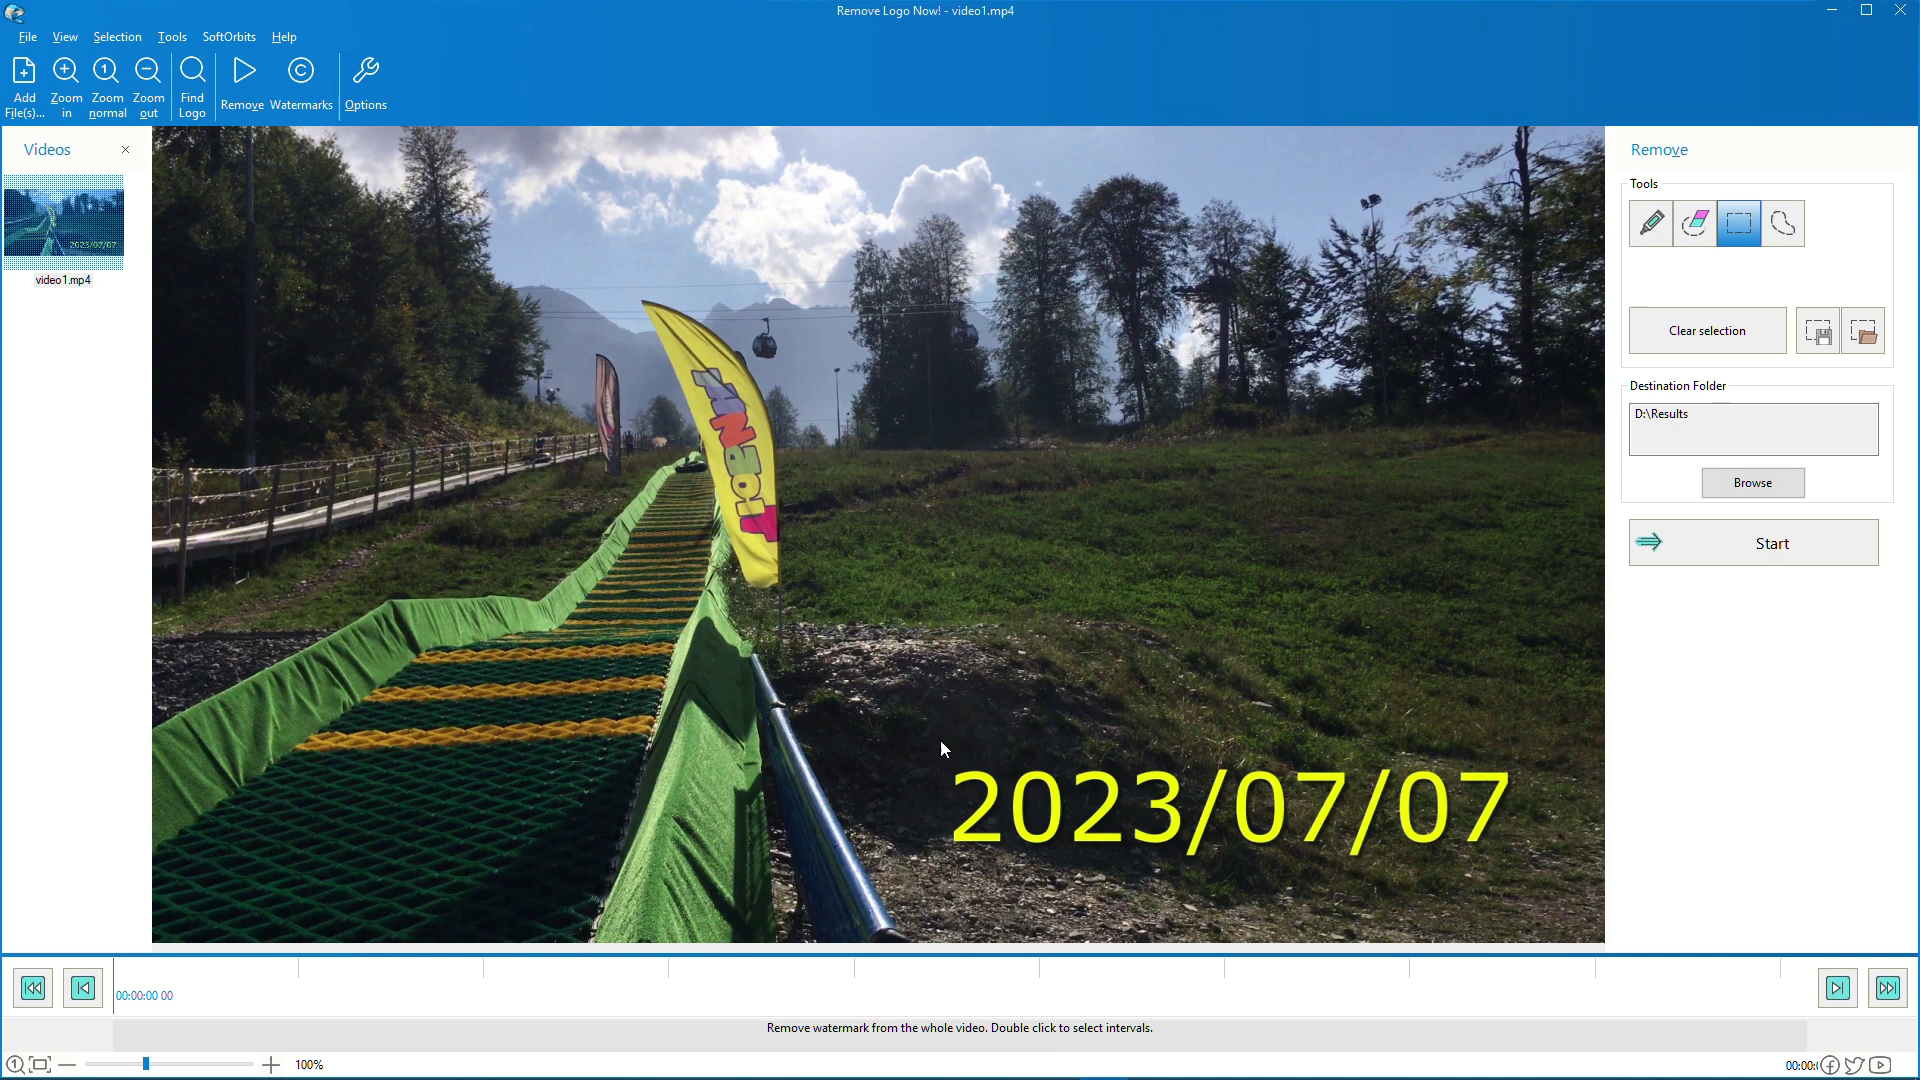 Remove Logo Now! - video1.mp4
File View Selection Tools SoftOrbits Help
Add File(s)...
Zoom in
Zoom normal
Zoom out
Find Logo
Remove
Watermarks
Options
Videos
2023/07/07
video1.mp4
2023/07/07
Remove
Tools
Clear selection
Destination Folder
D:\Results
Browse
Start
00:00:00 00
Remove watermark from the whole video. Double click to select intervals.
100%
00:00: